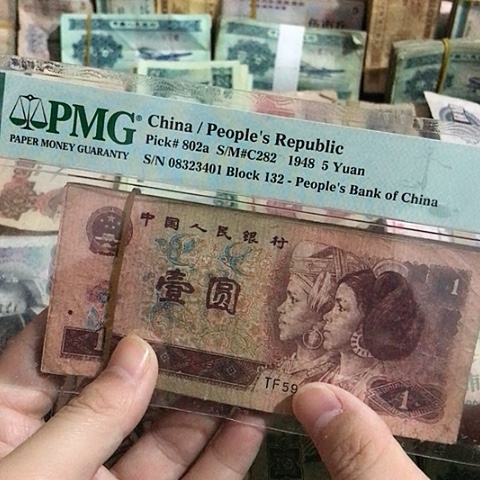 PMG
PAPER MONEY GUARANTY
China / People's Republic
Pick# 802a S/M#C282 1948 5 Yuan
S/N 08323401 Block 132 - People's Bank of China
中国人民银行
壹圆
1
1
1
TF59